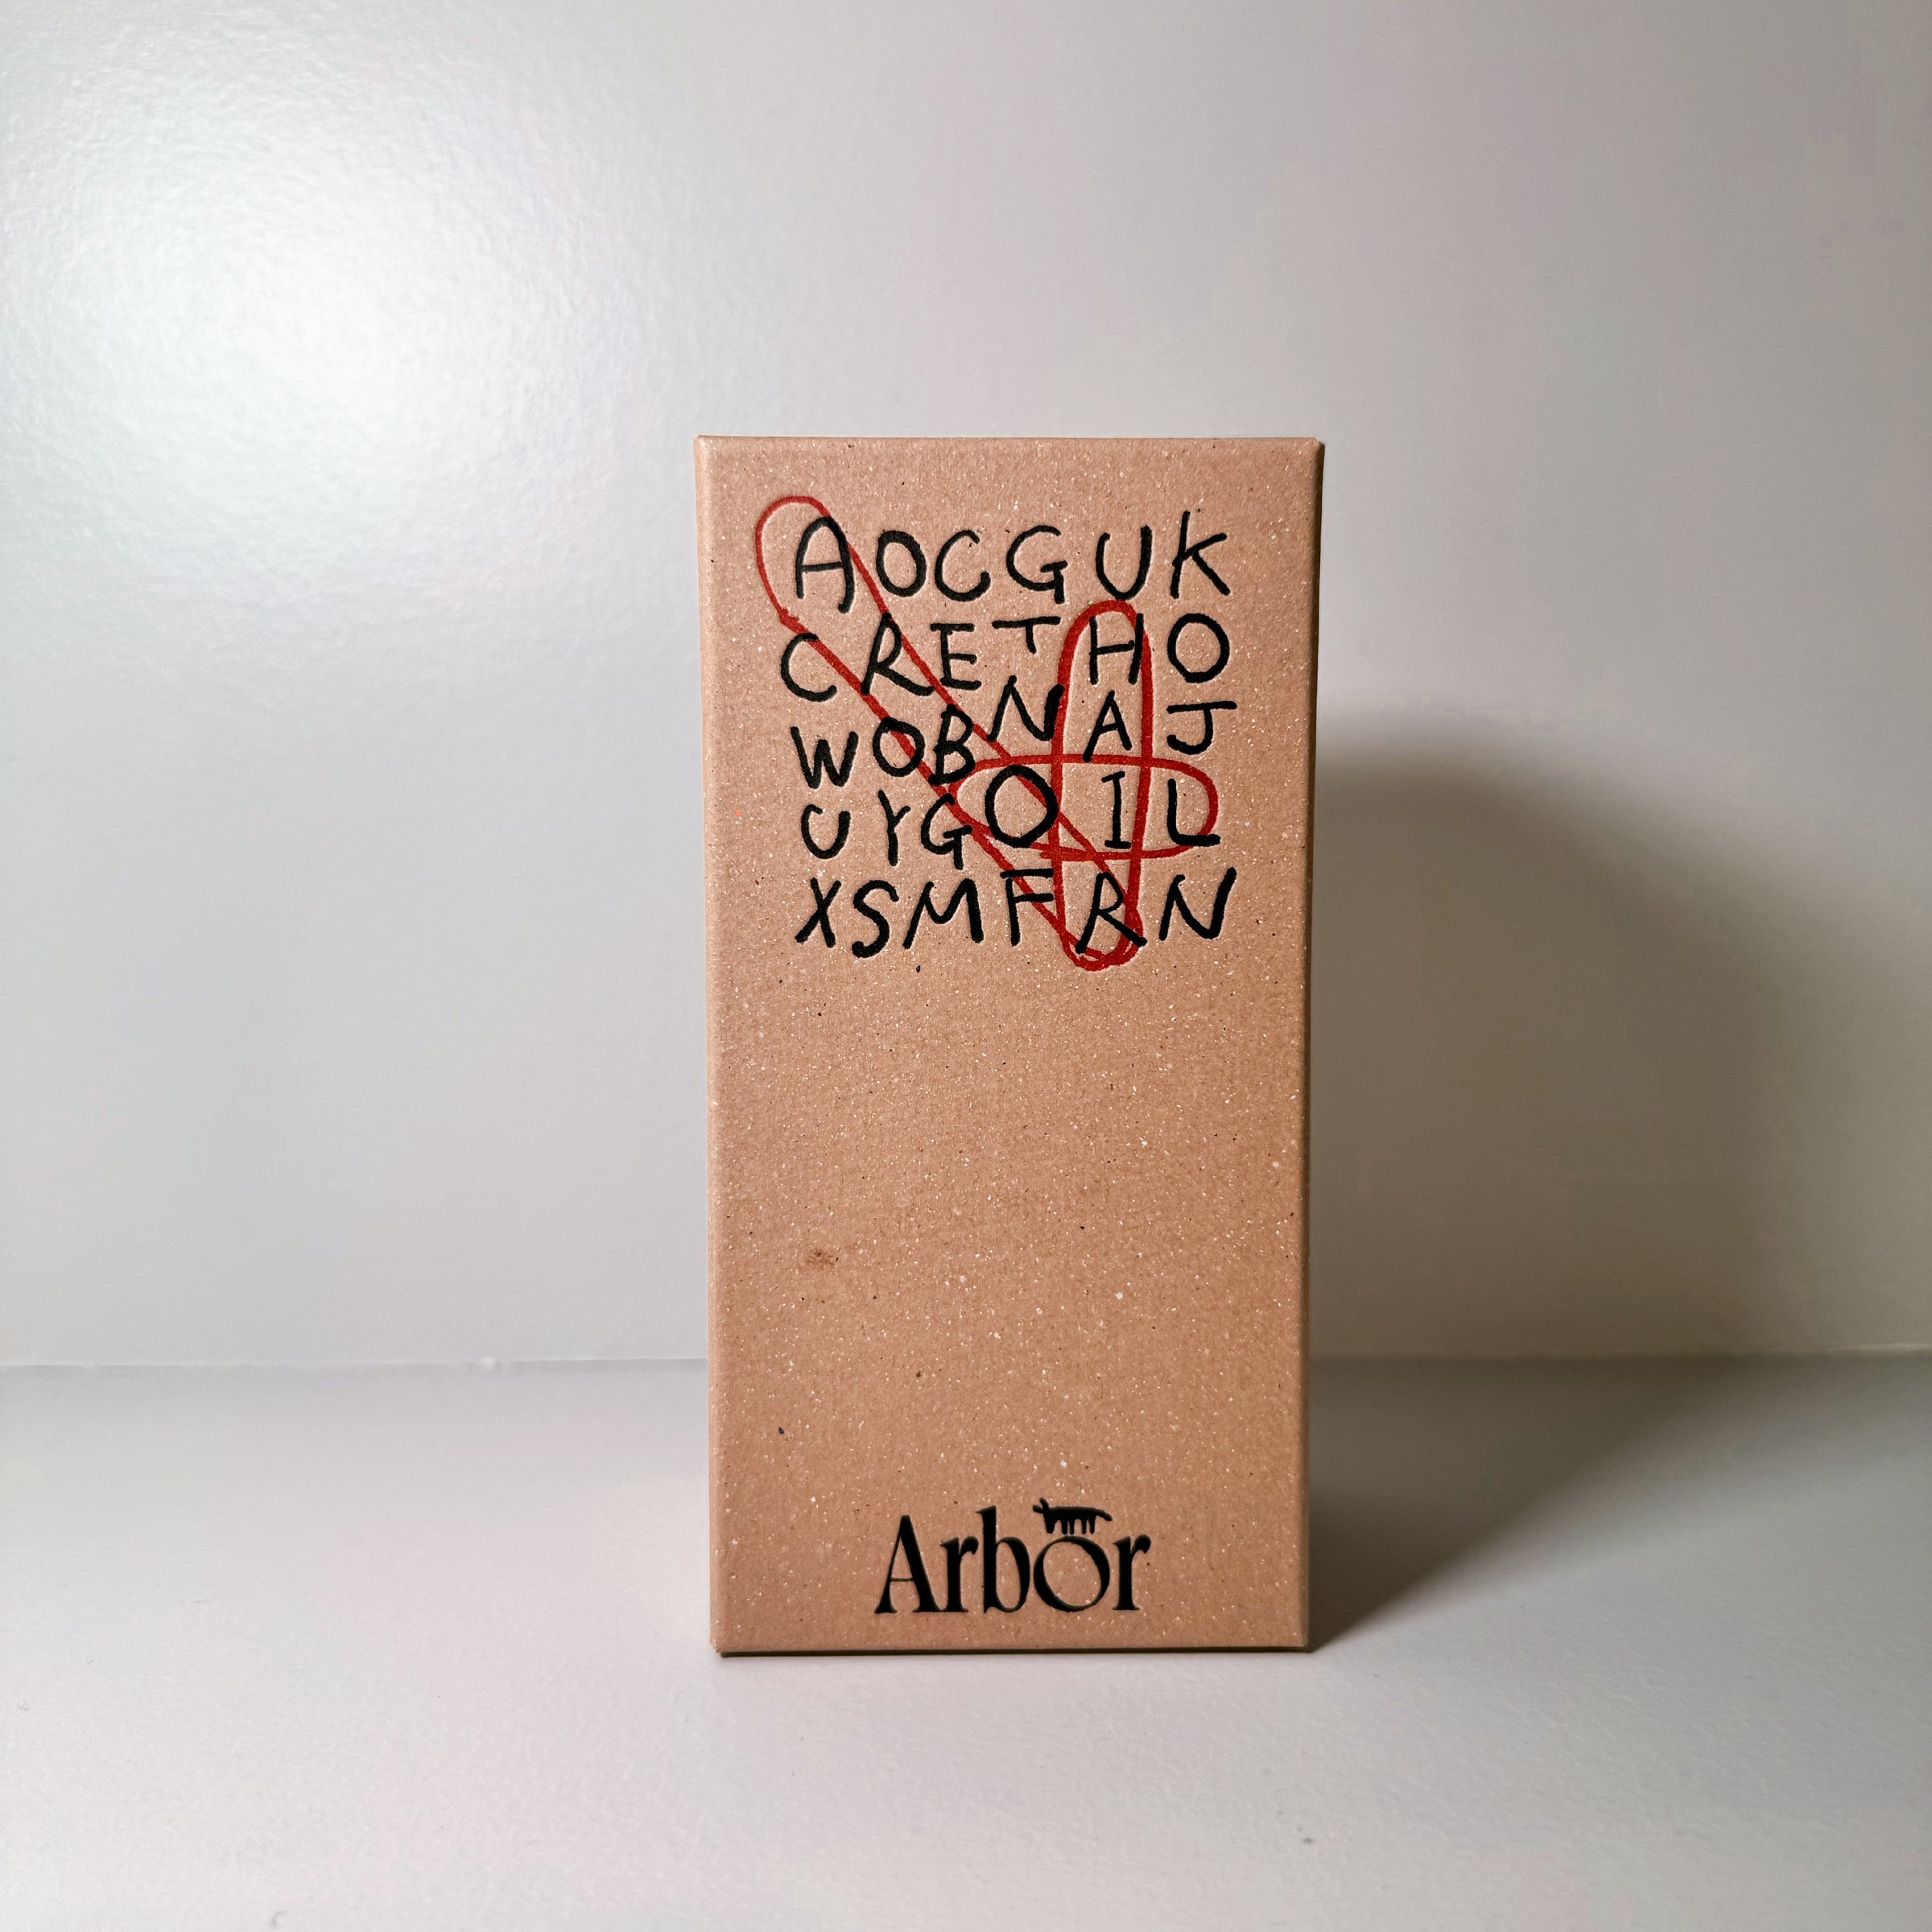 AOCGUK
CRETHO
WOBNAJ
UYGOIL
XSMFRN
Arbor